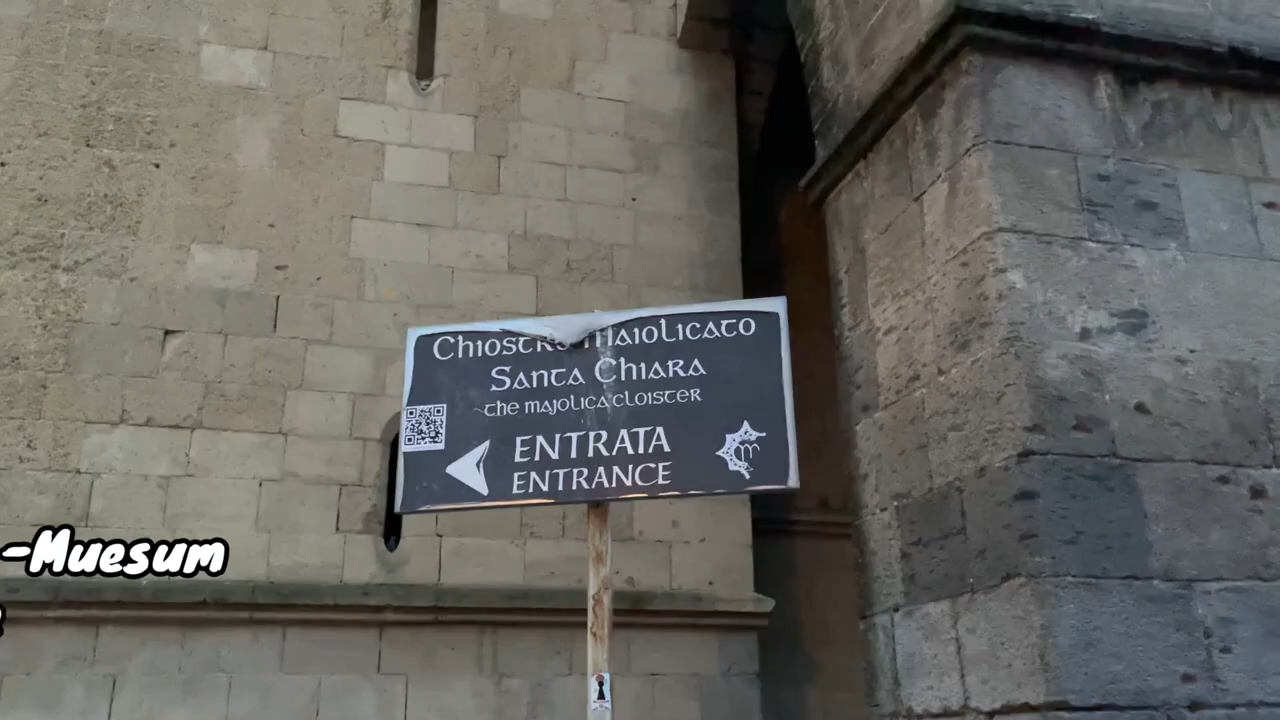 Chiostro Maiolicato
Santa Chiara
the majolica cloister
ENTRATA
ENTRANCE
-Muesum